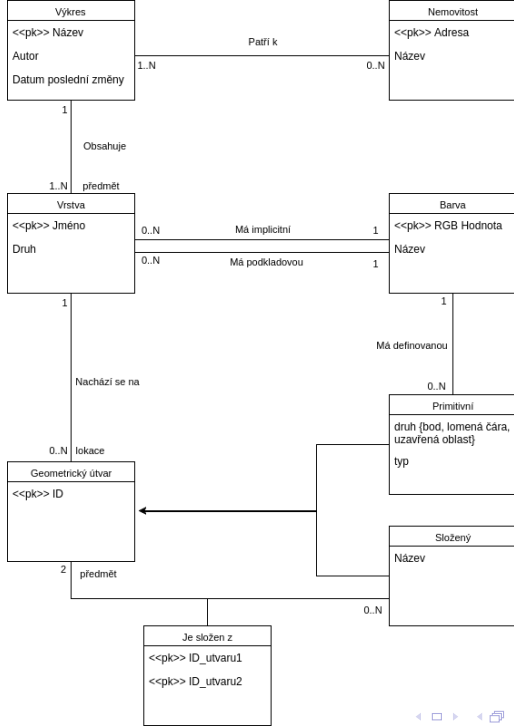 Výkres
<<pk>> Název
Autor
Datum poslední změny
Nemovitost
<<pk>> Adresa
Název
Patří k
1..N
0..N
1
Obsahuje
1..N
předmět
Vrstva
<<pk>> Jméno
Druh
Barva
<<pk>> RGB Hodnota
Název
0..N
Má implicitní
1
0..N
Má podkladovou
1
1
Má definovanou
0..N
1
Nachází se na
0..N
lokace
Primitivní
druh {bod, lomená čára,
uzavřená oblast}
typ
Geometrický útvar
<<pk>> ID
Složený
Název
2
předmět
0..N
Je složen z
<<pk>> ID_utvaru1
<<pk>> ID_utvaru2